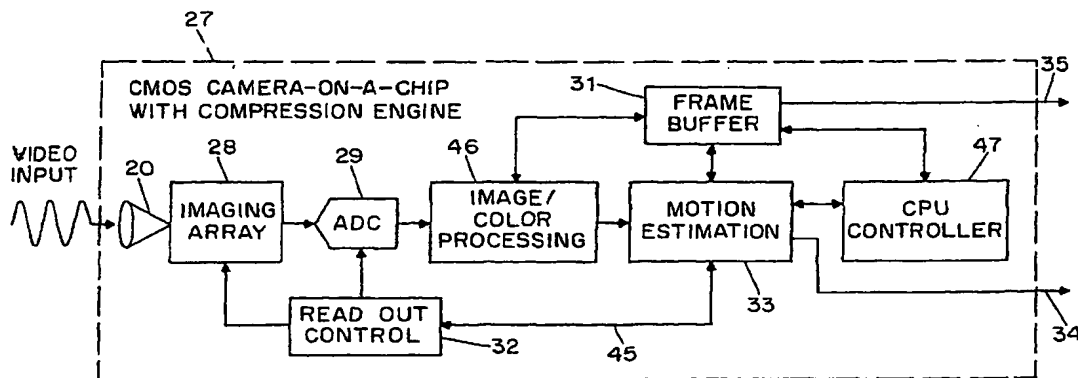 27
CMOS CAMERA-ON-A-CHIP
WITH COMPRESSION ENGINE
VIDEO
INPUT
20
28
IMAGING
ARRAY
29
ADC
46
IMAGE/
COLOR
PROCESSING
31
FRAME
BUFFER
35
MOTION
ESTIMATION
33
47
CPU
CONTROLLER
34
READ OUT
CONTROL
32
45